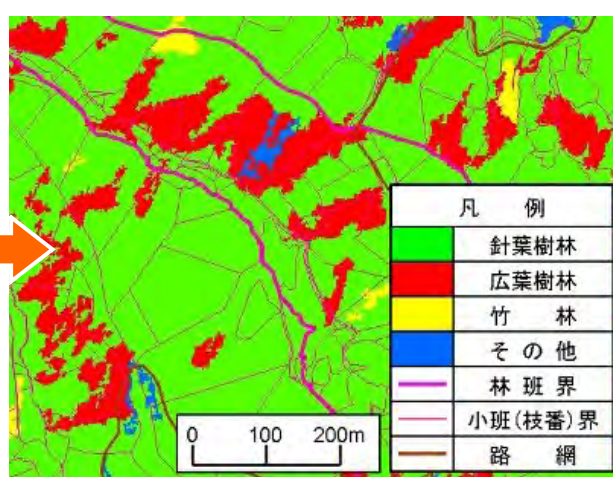 凡 例
針葉樹林
広葉樹林
竹 林
そ の 他
林 班 界
小班(枝番)界
路 網
0 100 200m